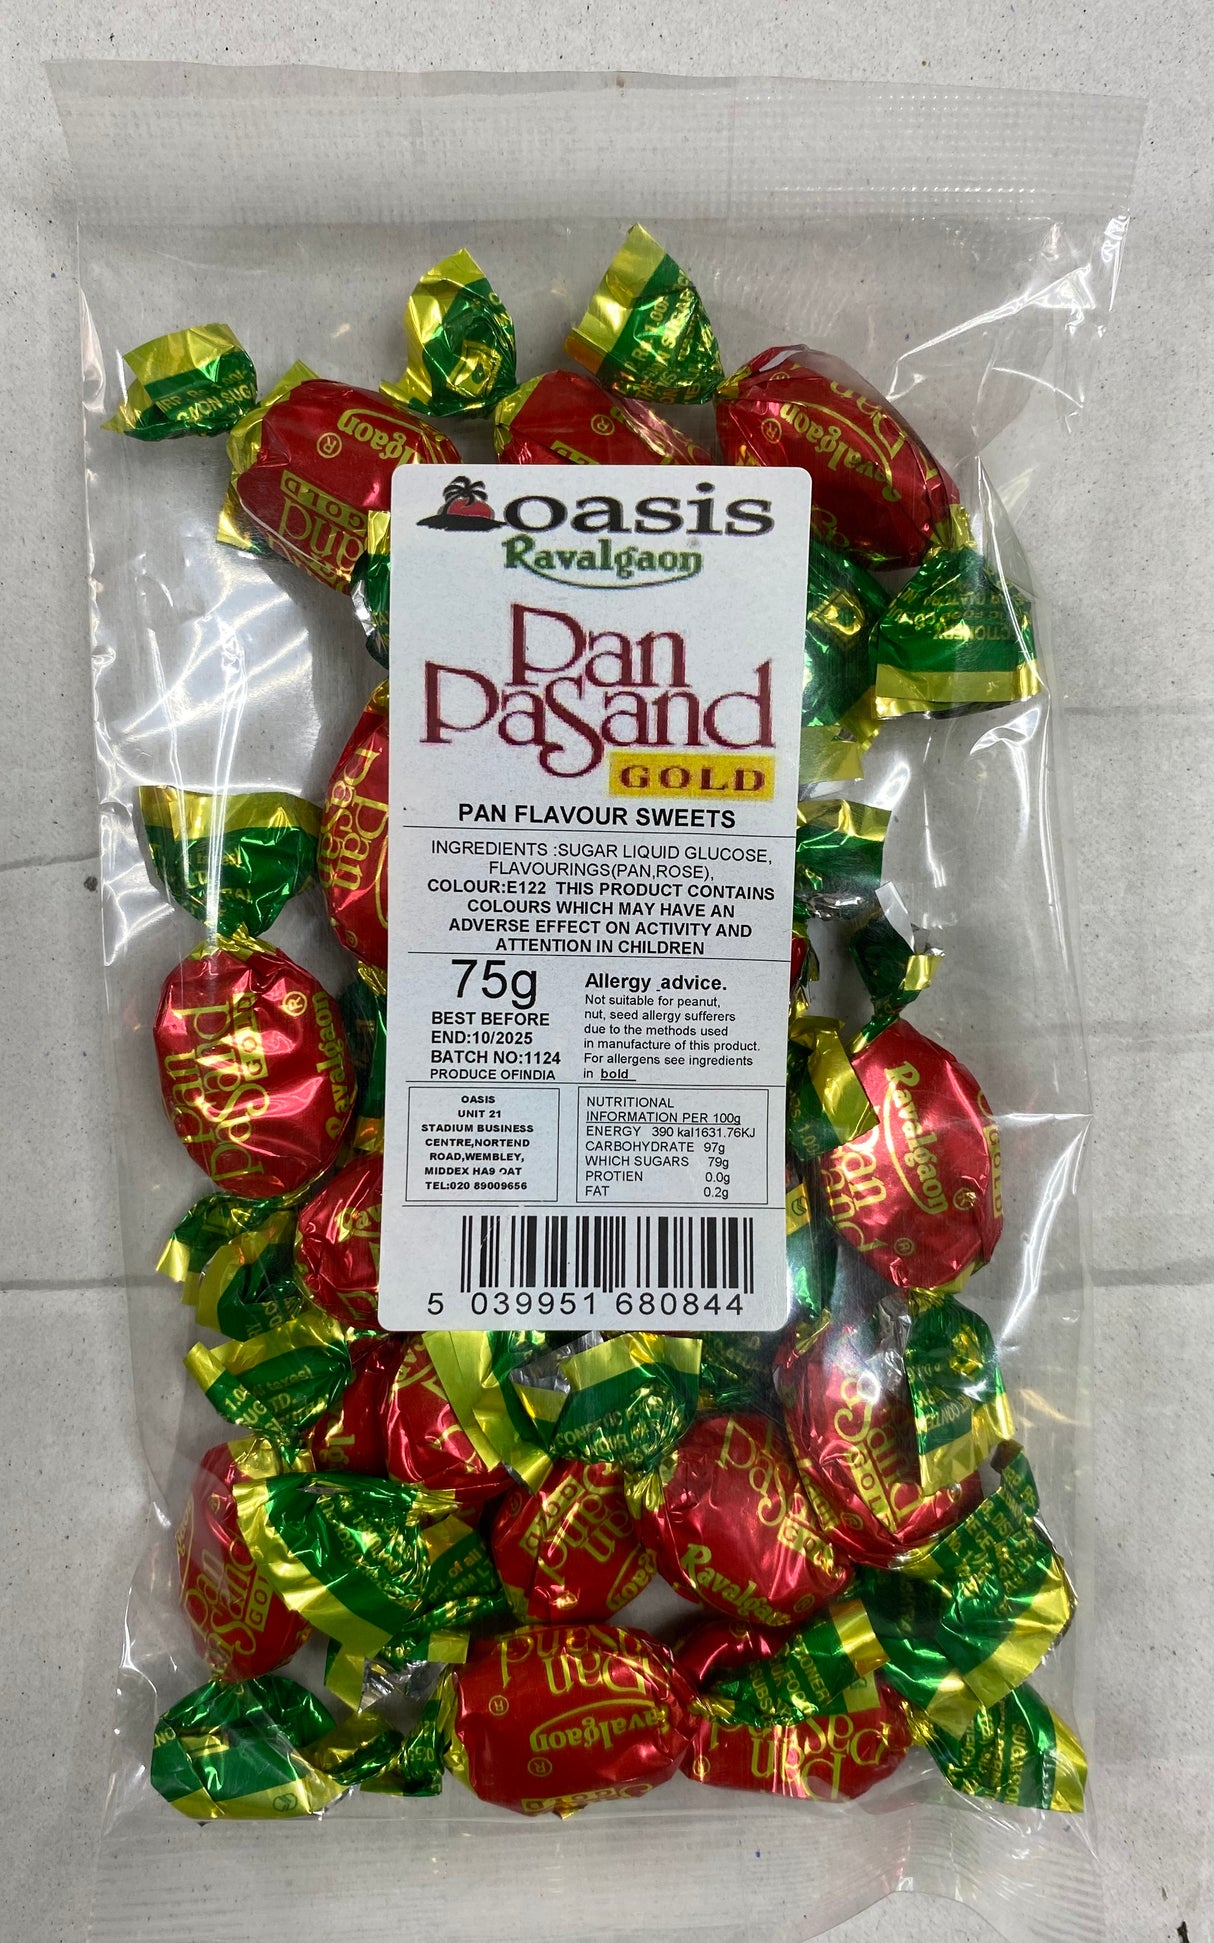 oasis
Ravalgaon
Pan
Pasand
GOLD
PAN FLAVOUR SWEETS
INGREDIENTS :SUGAR LIQUID GLUCOSE,
FLAVOURINGS(PAN,ROSE),
COLOUR:E122 THIS PRODUCT CONTAINS
COLOURS WHICH MAY HAVE AN
ADVERSE EFFECT ON ACTIVITY AND
ATTENTION IN CHILDREN
75g
BEST BEFORE
END:10/2025
BATCH NO:1124
PRODUCE OFINDIA
Allergy advice.
Not suitable for peanut,
nut, seed allergy sufferers
due to the methods used
in manufacture of this product.
For allergens see ingredients
in bold
OASIS
UNIT 21
STADIUM BUSINESS
CENTRE,NORTEND
ROAD,WEMBLEY,
MIDDEX HA9 0AT
TEL:020 89009656
NUTRITIONAL
INFORMATION PER 100g
ENERGY 390 kal1631.76KJ
CARBOHYDRATE 97g
WHICH SUGARS 79g
PROTIEN 0.0g
FAT 0.2g
5 039951 680844
Ravalgaon
Pan
Pasand
GOLD